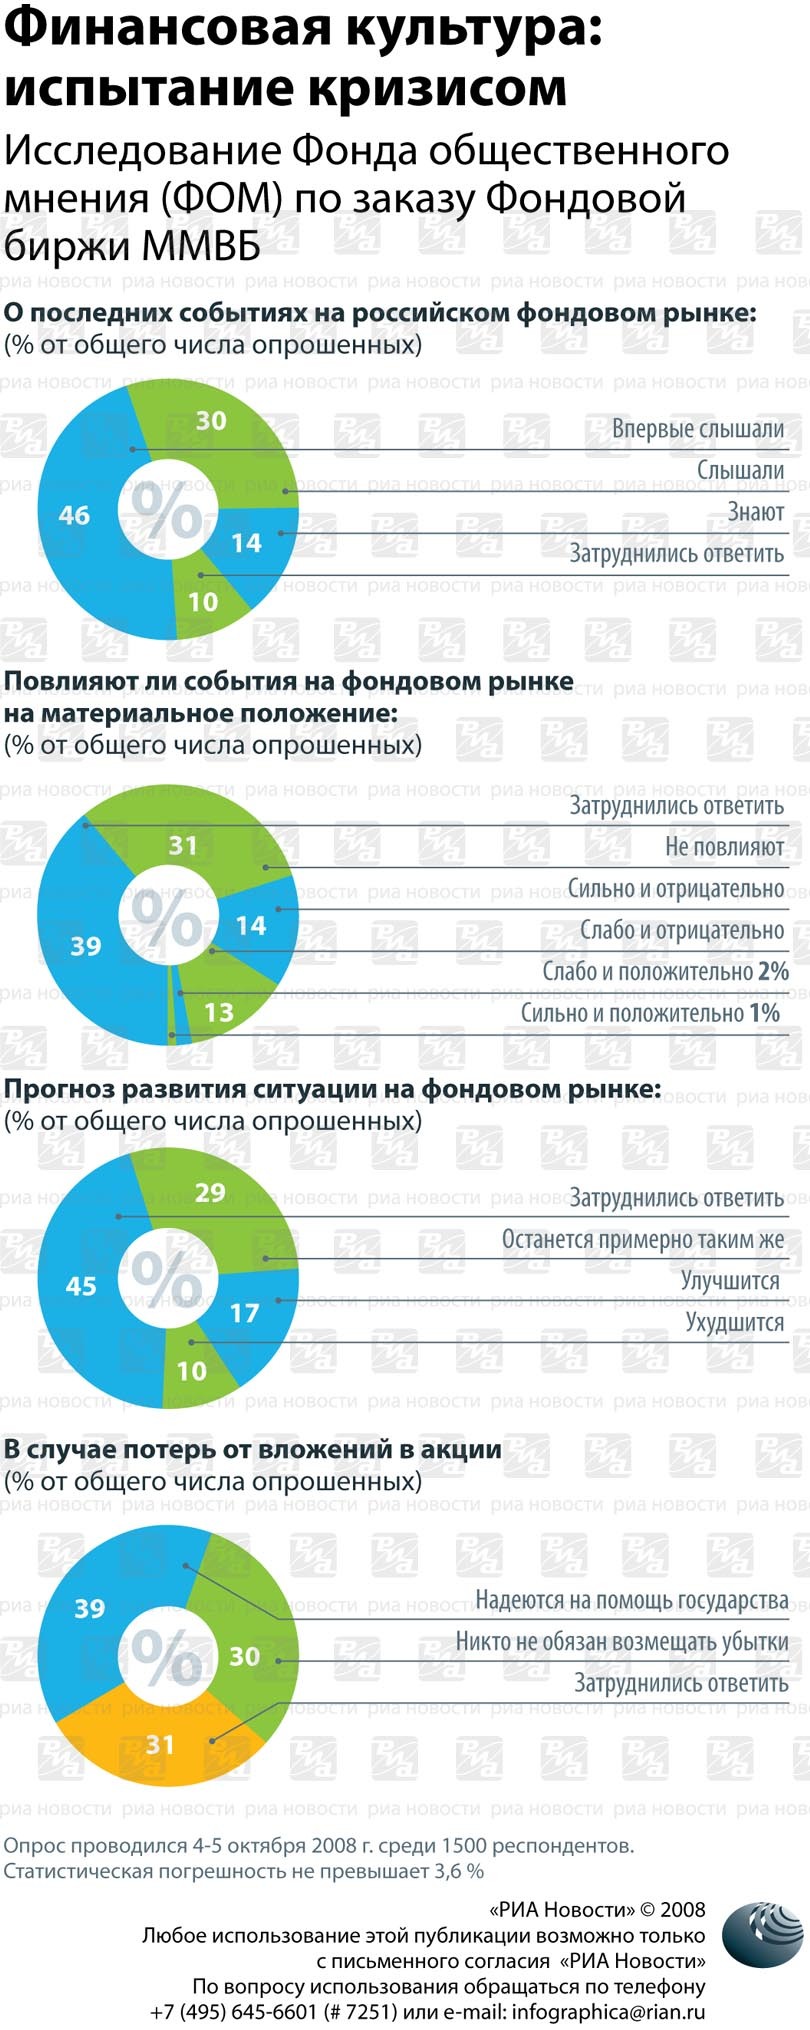 Финансовая культура:
испытание кризисом
Исследование Фонда общественного
мнения (ФОМ) по заказу Фондовой
биржи ММВБ
О последних событиях на российском фондовом рынке:
(% от общего числа опрошенных)
30
46
%
14
10
Впервые слышали
Слышали
Знают
Затруднились ответить
Повлияют ли события на фондовом рынке
на материальное положение:
(% от общего числа опрошенных)
31
39
%
14
13
Затруднились ответить
Не повлияют
Сильно и отрицательно
Слабо и отрицательно
Слабо и положительно 2%
Сильно и положительно 1%
Прогноз развития ситуации на фондовом рынке:
(% от общего числа опрошенных)
29
45
%
17
10
Затруднились ответить
Останется примерно таким же
Улучшится
Ухудшится
В случае потерь от вложений в акции
(% от общего числа опрошенных)
39
%
30
31
Надеются на помощь государства
Никто не обязан возмещать убытки
Затруднились ответить
Опрос проводился 4-5 октября 2008 г. среди 1500 респондентов.
Статистическая погрешность не превышает 3,6 %
«РИА Новости» © 2008
Любое использование этой публикации возможно только
с письменного согласия «РИА Новости»
По вопросу использования обращаться по телефону
+7 (495) 645-6601 (# 7251) или e-mail: infographica@rian.ru